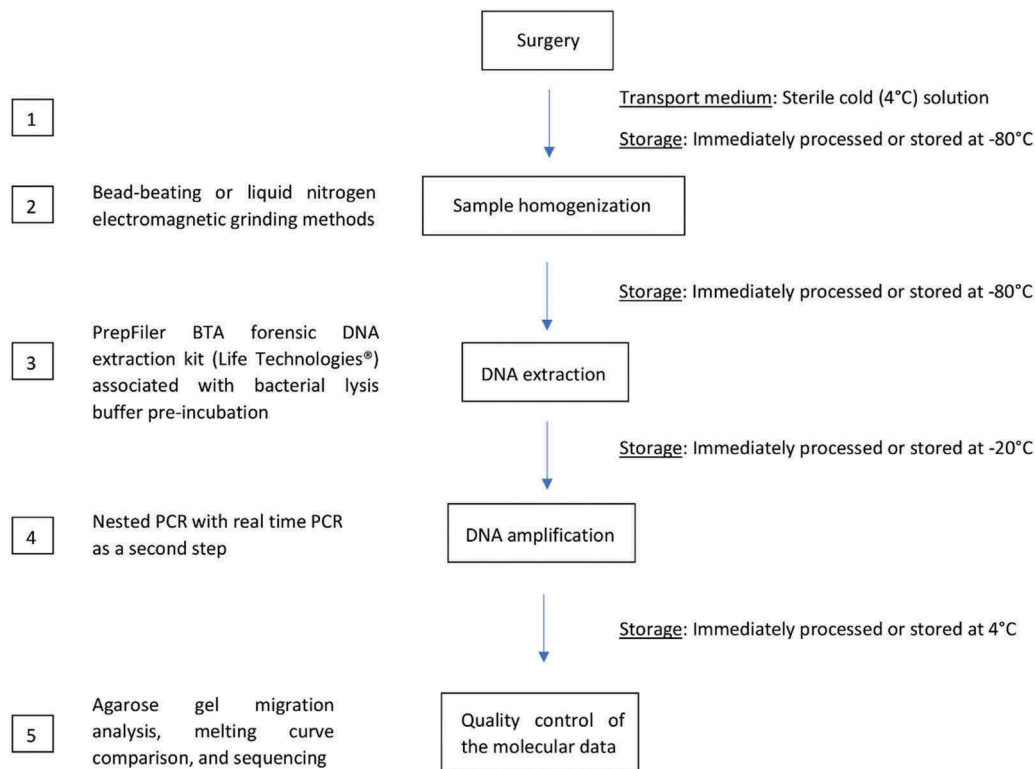 Surgery
1
Transport medium: Sterile cold (4°C) solution
Storage: Immediately processed or stored at -80°C
2
Bead-beating or liquid nitrogen
electromagnetic grinding methods
Sample homogenization
Storage: Immediately processed or stored at -80°C
3
PrepFiler BTA forensic DNA
extraction kit (Life Technologies®)
associated with bacterial lysis
buffer pre-incubation
DNA extraction
Storage: Immediately processed or stored at -20°C
4
Nested PCR with real time PCR
as a second step
DNA amplification
Storage: Immediately processed or stored at 4°C
5
Agarose gel migration
analysis, melting curve
comparison, and sequencing
Quality control of
the molecular data